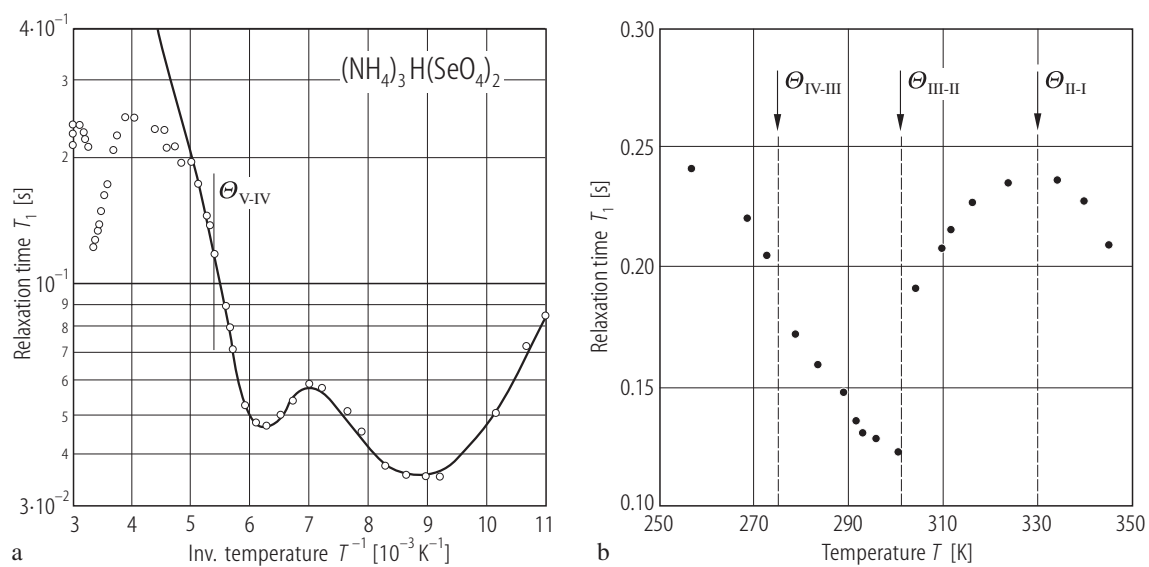 4·10⁻¹
3
2
10⁻¹
9
8
7
6
5
4
3·10⁻²
Relaxation time T₁ [s]
(NH₄)₃H(SeO₄)₂
Θ_V-IV
3 4 5 6 7 8 9 10 11
Inv. temperature T⁻¹ [10⁻³ K⁻¹]
a
0.30
0.25
0.20
0.15
0.10
Relaxation time T₁ [s]
Θ_IV-III Θ_III-II Θ_II-I
250 270 290 310 330 350
Temperature T [K]
b